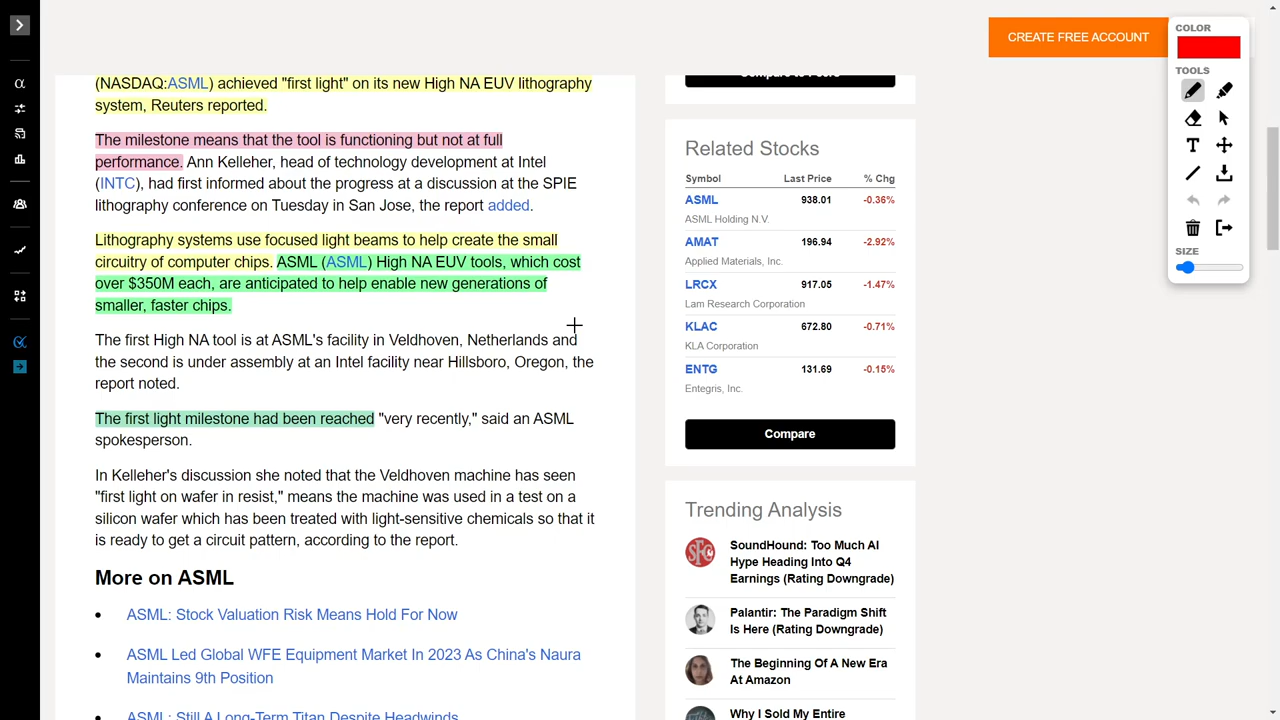 CREATE FREE ACCOUNT
COLOR
TOOLS
T
SIZE
α
(NASDAQ:ASML) achieved "first light" on its new High NA EUV lithography
system, Reuters reported.
The milestone means that the tool is functioning but not at full
performance. Ann Kelleher, head of technology development at Intel
(INTC), had first informed about the progress at a discussion at the SPIE
lithography conference on Tuesday in San Jose, the report added.
Lithography systems use focused light beams to help create the small
circuitry of computer chips. ASML (ASML) High NA EUV tools, which cost
over $350M each, are anticipated to help enable new generations of
smaller, faster chips.
The first High NA tool is at ASML's facility in Veldhoven, Netherlands and
the second is under assembly at an Intel facility near Hillsboro, Oregon, the
report noted.
The first light milestone had been reached "very recently," said an ASML
spokesperson.
In Kelleher's discussion she noted that the Veldhoven machine has seen
"first light on wafer in resist," means the machine was used in a test on a
silicon wafer which has been treated with light-sensitive chemicals so that it
is ready to get a circuit pattern, according to the report.
More on ASML
• ASML: Stock Valuation Risk Means Hold For Now
• ASML Led Global WFE Equipment Market In 2023 As China's Naura
Maintains 9th Position
• ASML: Still A Long-Term Titan Despite Headwinds
Compare to Peers
Related Stocks
Symbol Last Price % Chg
ASML 938.01 -0.36%
ASML Holding N.V.
AMAT 196.94 -2.92%
Applied Materials, Inc.
LRCX 917.05 -1.47%
Lam Research Corporation
KLAC 672.80 -0.71%
KLA Corporation
ENTG 131.69 -0.15%
Entegris, Inc.
Compare
Trending Analysis
SoundHound: Too Much AI
Hype Heading Into Q4
Earnings (Rating Downgrade)
Palantir: The Paradigm Shift
Is Here (Rating Downgrade)
The Beginning Of A New Era
At Amazon
Why I Sold My Entire